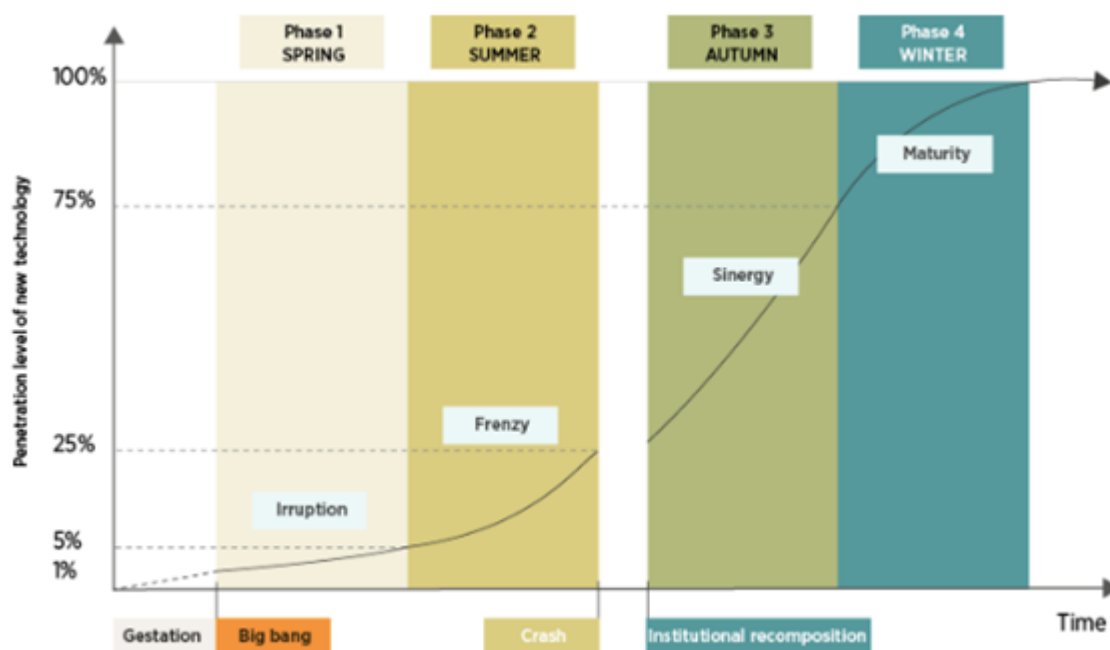 Phase 1
SPRING
Phase 2
SUMMER
Phase 3
AUTUMN
Phase 4
WINTER
100%
Maturity
75%
Sinergy
Penetration level of new technology
Frenzy
25%
Irruption
5%
1%
Time
Gestation
Big bang
Crash
Institutional recomposition